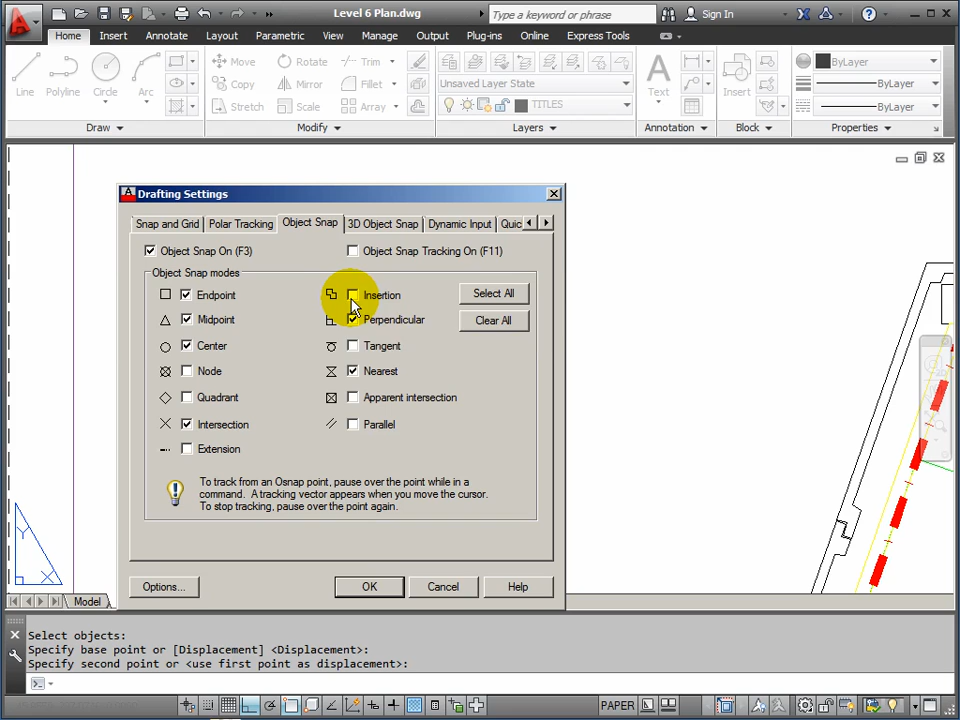 Level 6 Plan.dwg
Type a keyword or phrase
Sign In
Home Insert Annotate Layout Parametric View Manage Output Plug-ins Online Express Tools
Line Polyline Circle Arc
Move Rotate Trim
Copy Mirror Fillet
Stretch Scale Array
Unsaved Layer State
TITLES
Text
Insert
ByLayer
ByLayer
ByLayer
Draw Modify Layers Annotation Block Properties
Drafting Settings
Snap and Grid Polar Tracking Object Snap 3D Object Snap Dynamic Input Quic
Object Snap On (F3) Object Snap Tracking On (F11)
Object Snap modes
Endpoint Insertion Select All
Midpoint Perpendicular Clear All
Center Tangent
Node Nearest
Quadrant Apparent intersection
Intersection Parallel
Extension
To track from an Osnap point, pause over the point while in a
command. A tracking vector appears when you move the cursor.
To stop tracking, pause over the point again.
Options... OK Cancel Help
Y
X
Model
Select objects:
Specify base point or [Displacement] <Displacement>:
Specify second point or <use first point as displacement>:
PAPER